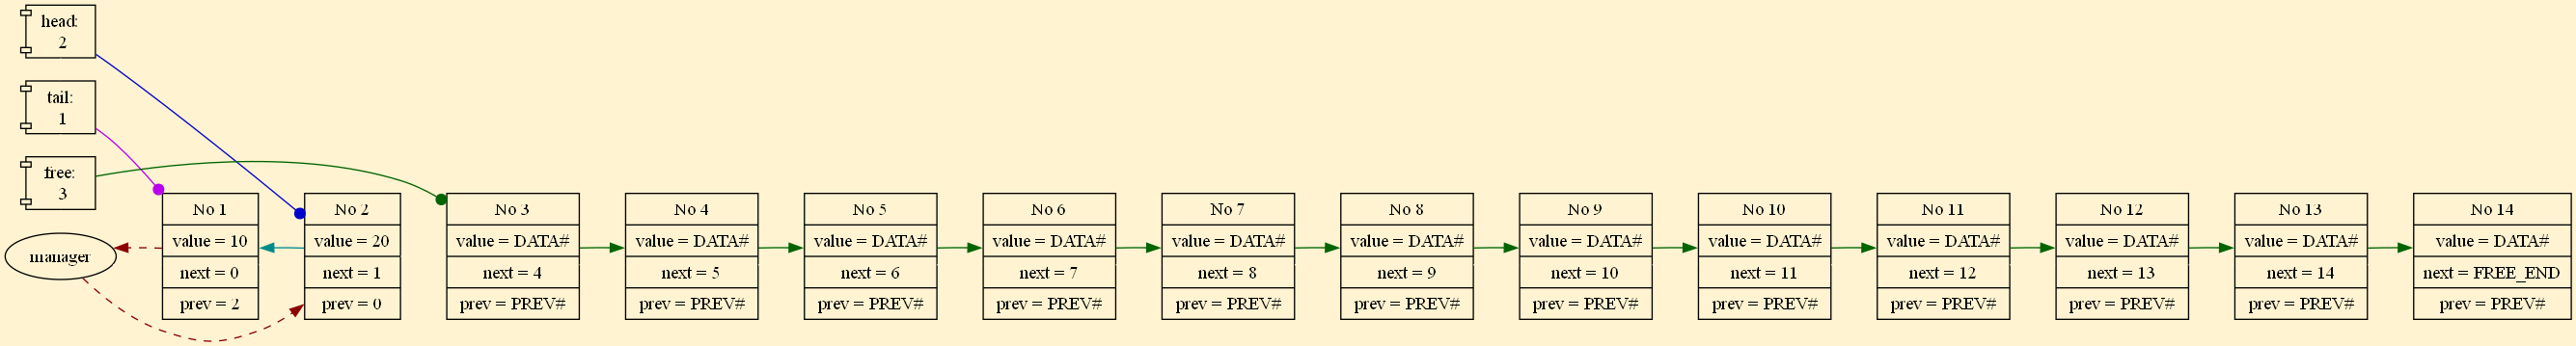 head:
2
tail:
1
free:
3
manager
No 1
value = 10
next = 0
prev = 2
No 2
value = 20
next = 1
prev = 0
No 3
value = DATA#
next = 4
prev = PREV#
No 4
value = DATA#
next = 5
prev = PREV#
No 5
value = DATA#
next = 6
prev = PREV#
No 6
value = DATA#
next = 7
prev = PREV#
No 7
value = DATA#
next = 8
prev = PREV#
No 8
value = DATA#
next = 9
prev = PREV#
No 9
value = DATA#
next = 10
prev = PREV#
No 10
value = DATA#
next = 11
prev = PREV#
No 11
value = DATA#
next = 12
prev = PREV#
No 12
value = DATA#
next = 13
prev = PREV#
No 13
value = DATA#
next = 14
prev = PREV#
No 14
value = DATA#
next = FREE_END
prev = PREV#